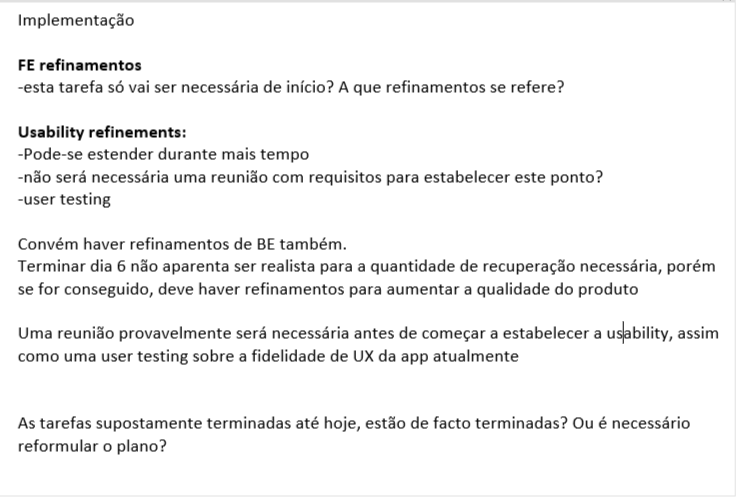 Implementação
FE refinamentos
-esta tarefa só vai ser necessária de início? A que refinamentos se refere?
Usability refinements:
-Pode-se estender durante mais tempo
-não será necessária uma reunião com requisitos para estabelecer este ponto?
-user testing
Convém haver refinamentos de BE também.
Terminar dia 6 não aparenta ser realista para a quantidade de recuperação necessária, porém
se for conseguido, deve haver refinamentos para aumentar a qualidade do produto
Uma reunião provavelmente será necessária antes de começar a estabelecer a usability, assim
como uma user testing sobre a fidelidade de UX da app atualmente
As tarefas supostamente terminadas até hoje, estão de facto terminadas? Ou é necessário
reformular o plano?